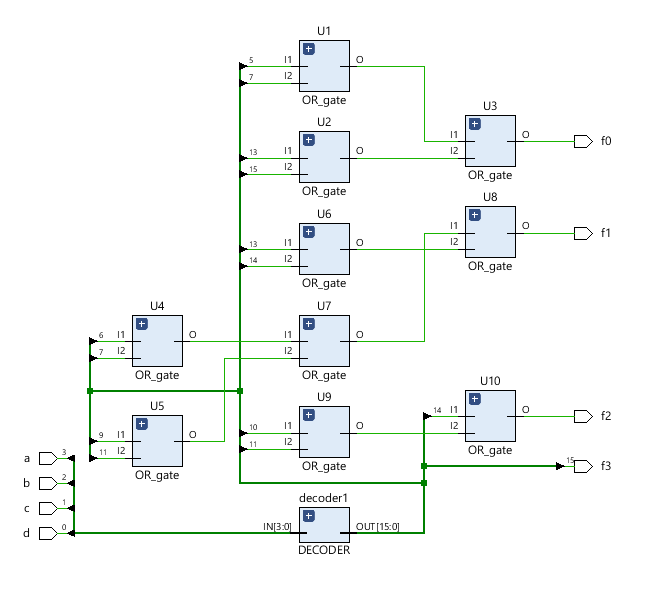 U1
5 I1 O
7 I2
OR_gate
U2
13 I1 O
15 I2
OR_gate
U3
I1 O f0
I2
OR_gate
U6
13 I1 O
14 I2
OR_gate
U8
I1 O f1
I2
OR_gate
U4
6 I1 O
7 I2
OR_gate
U7
I1 O
I2
OR_gate
U5
9 I1 O
11 I2
OR_gate
U9
10 I1 O
11 I2
OR_gate
U10
14 I1 O f2
I2
OR_gate
15 f3
a 3
b 2
c 1
d 0
decoder1
IN[3:0] OUT[15:0]
DECODER